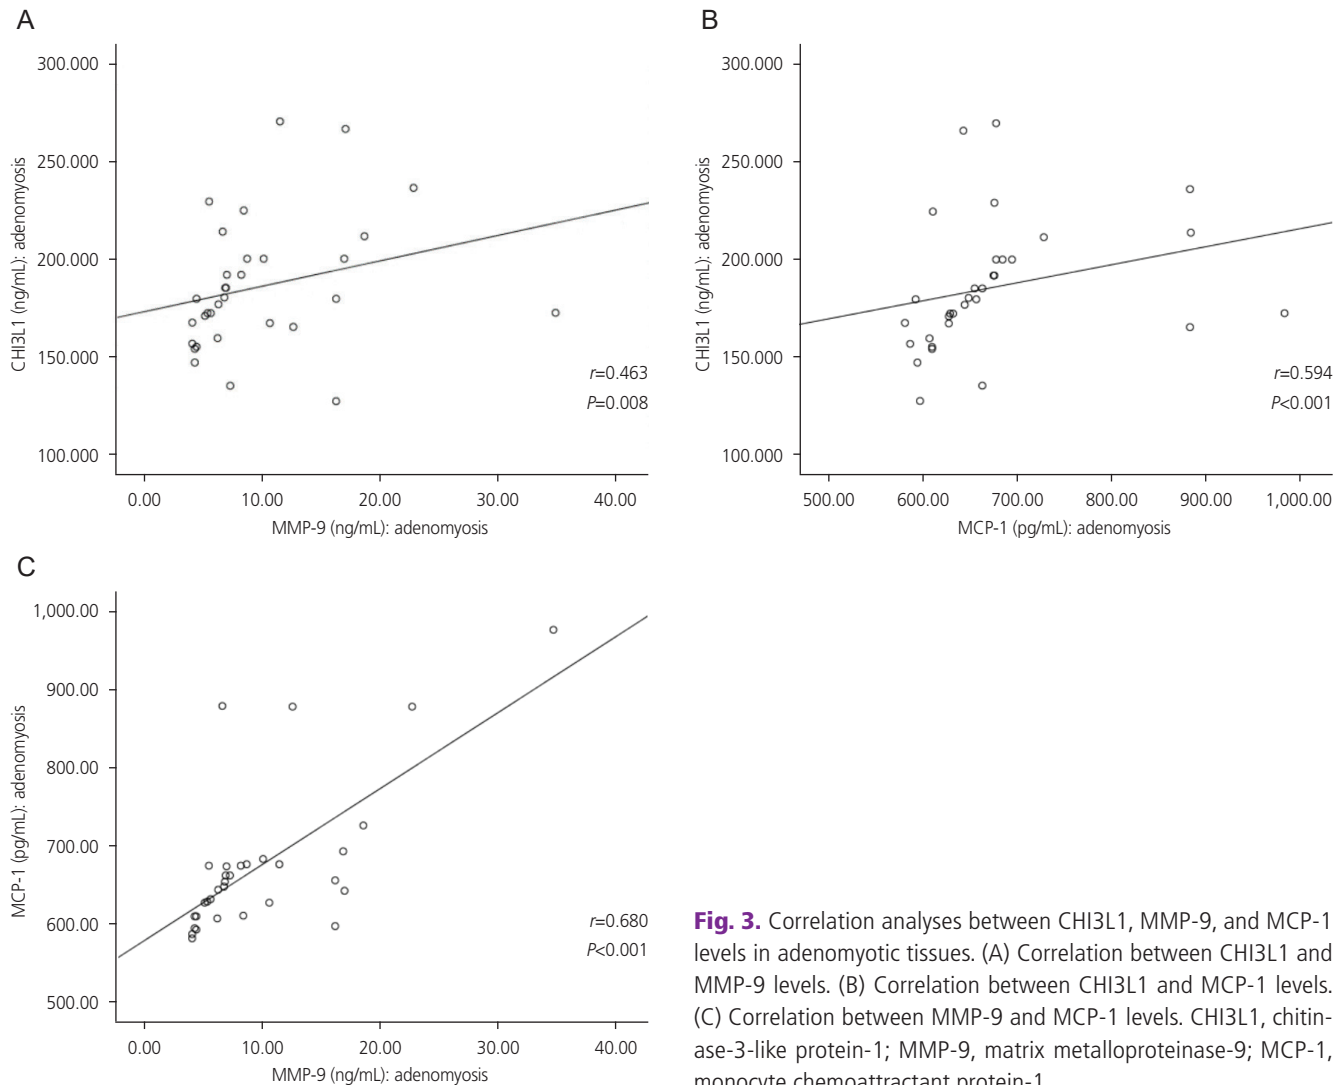 A
300.000
250.000
200.000
150.000
100.000
CHI3L1 (ng/mL): adenomyosis
r=0.463
P=0.008
0.00 10.00 20.00 30.00 40.00
MMP-9 (ng/mL): adenomyosis
B
300.000
250.000
200.000
150.000
100.000
CHI3L1 (ng/mL): adenomyosis
r=0.594
P<0.001
500.00 600.00 700.00 800.00 900.00 1,000.00
MCP-1 (pg/mL): adenomyosis
C
1,000.00
900.00
800.00
700.00
600.00
500.00
MCP-1 (pg/mL): adenomyosis
r=0.680
P<0.001
0.00 10.00 20.00 30.00 40.00
MMP-9 (ng/mL): adenomyosis
Fig. 3. Correlation analyses between CHI3L1, MMP-9, and MCP-1
levels in adenomyotic tissues. (A) Correlation between CHI3L1 and
MMP-9 levels. (B) Correlation between CHI3L1 and MCP-1 levels.
(C) Correlation between MMP-9 and MCP-1 levels. CHI3L1, chitin-
ase-3-like protein-1; MMP-9, matrix metalloproteinase-9; MCP-1,
monocyte chemoattractant protein-1